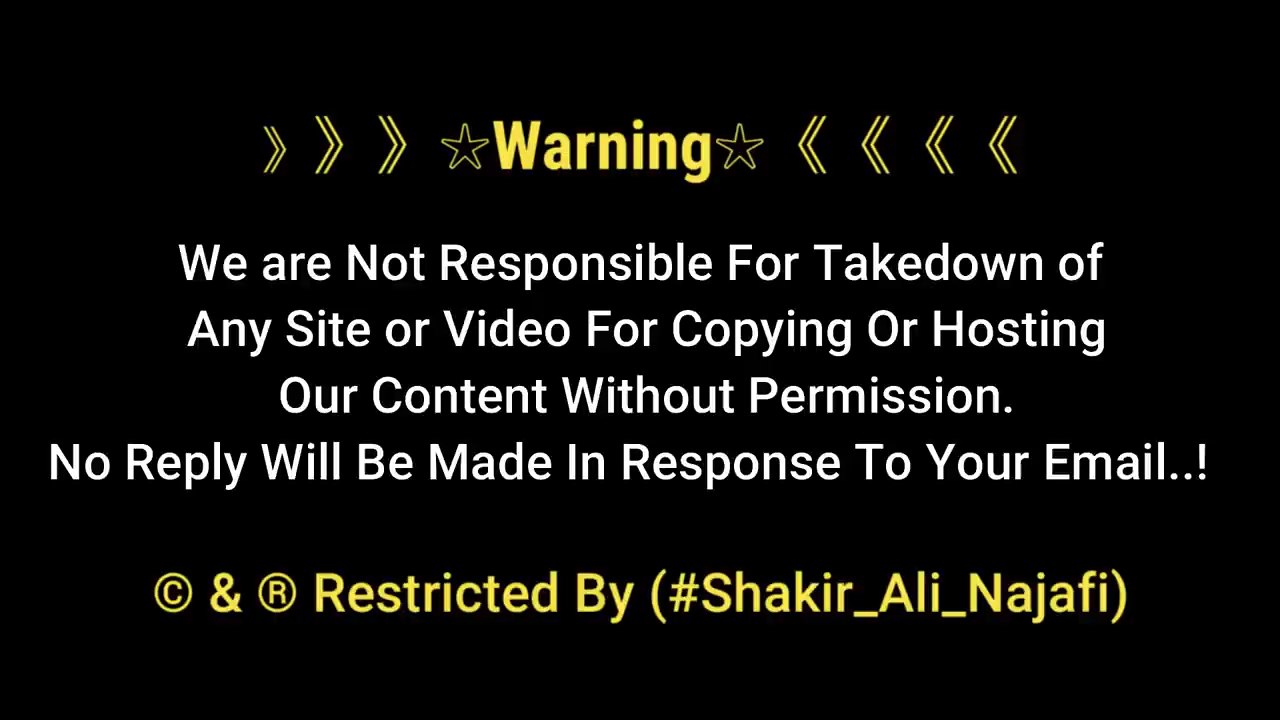 》》》☆Warning☆《《《《
We are Not Responsible For Takedown of
Any Site or Video For Copying Or Hosting
Our Content Without Permission.
No Reply Will Be Made In Response To Your Email..!
© & ® Restricted By (#Shakir_Ali_Najafi)